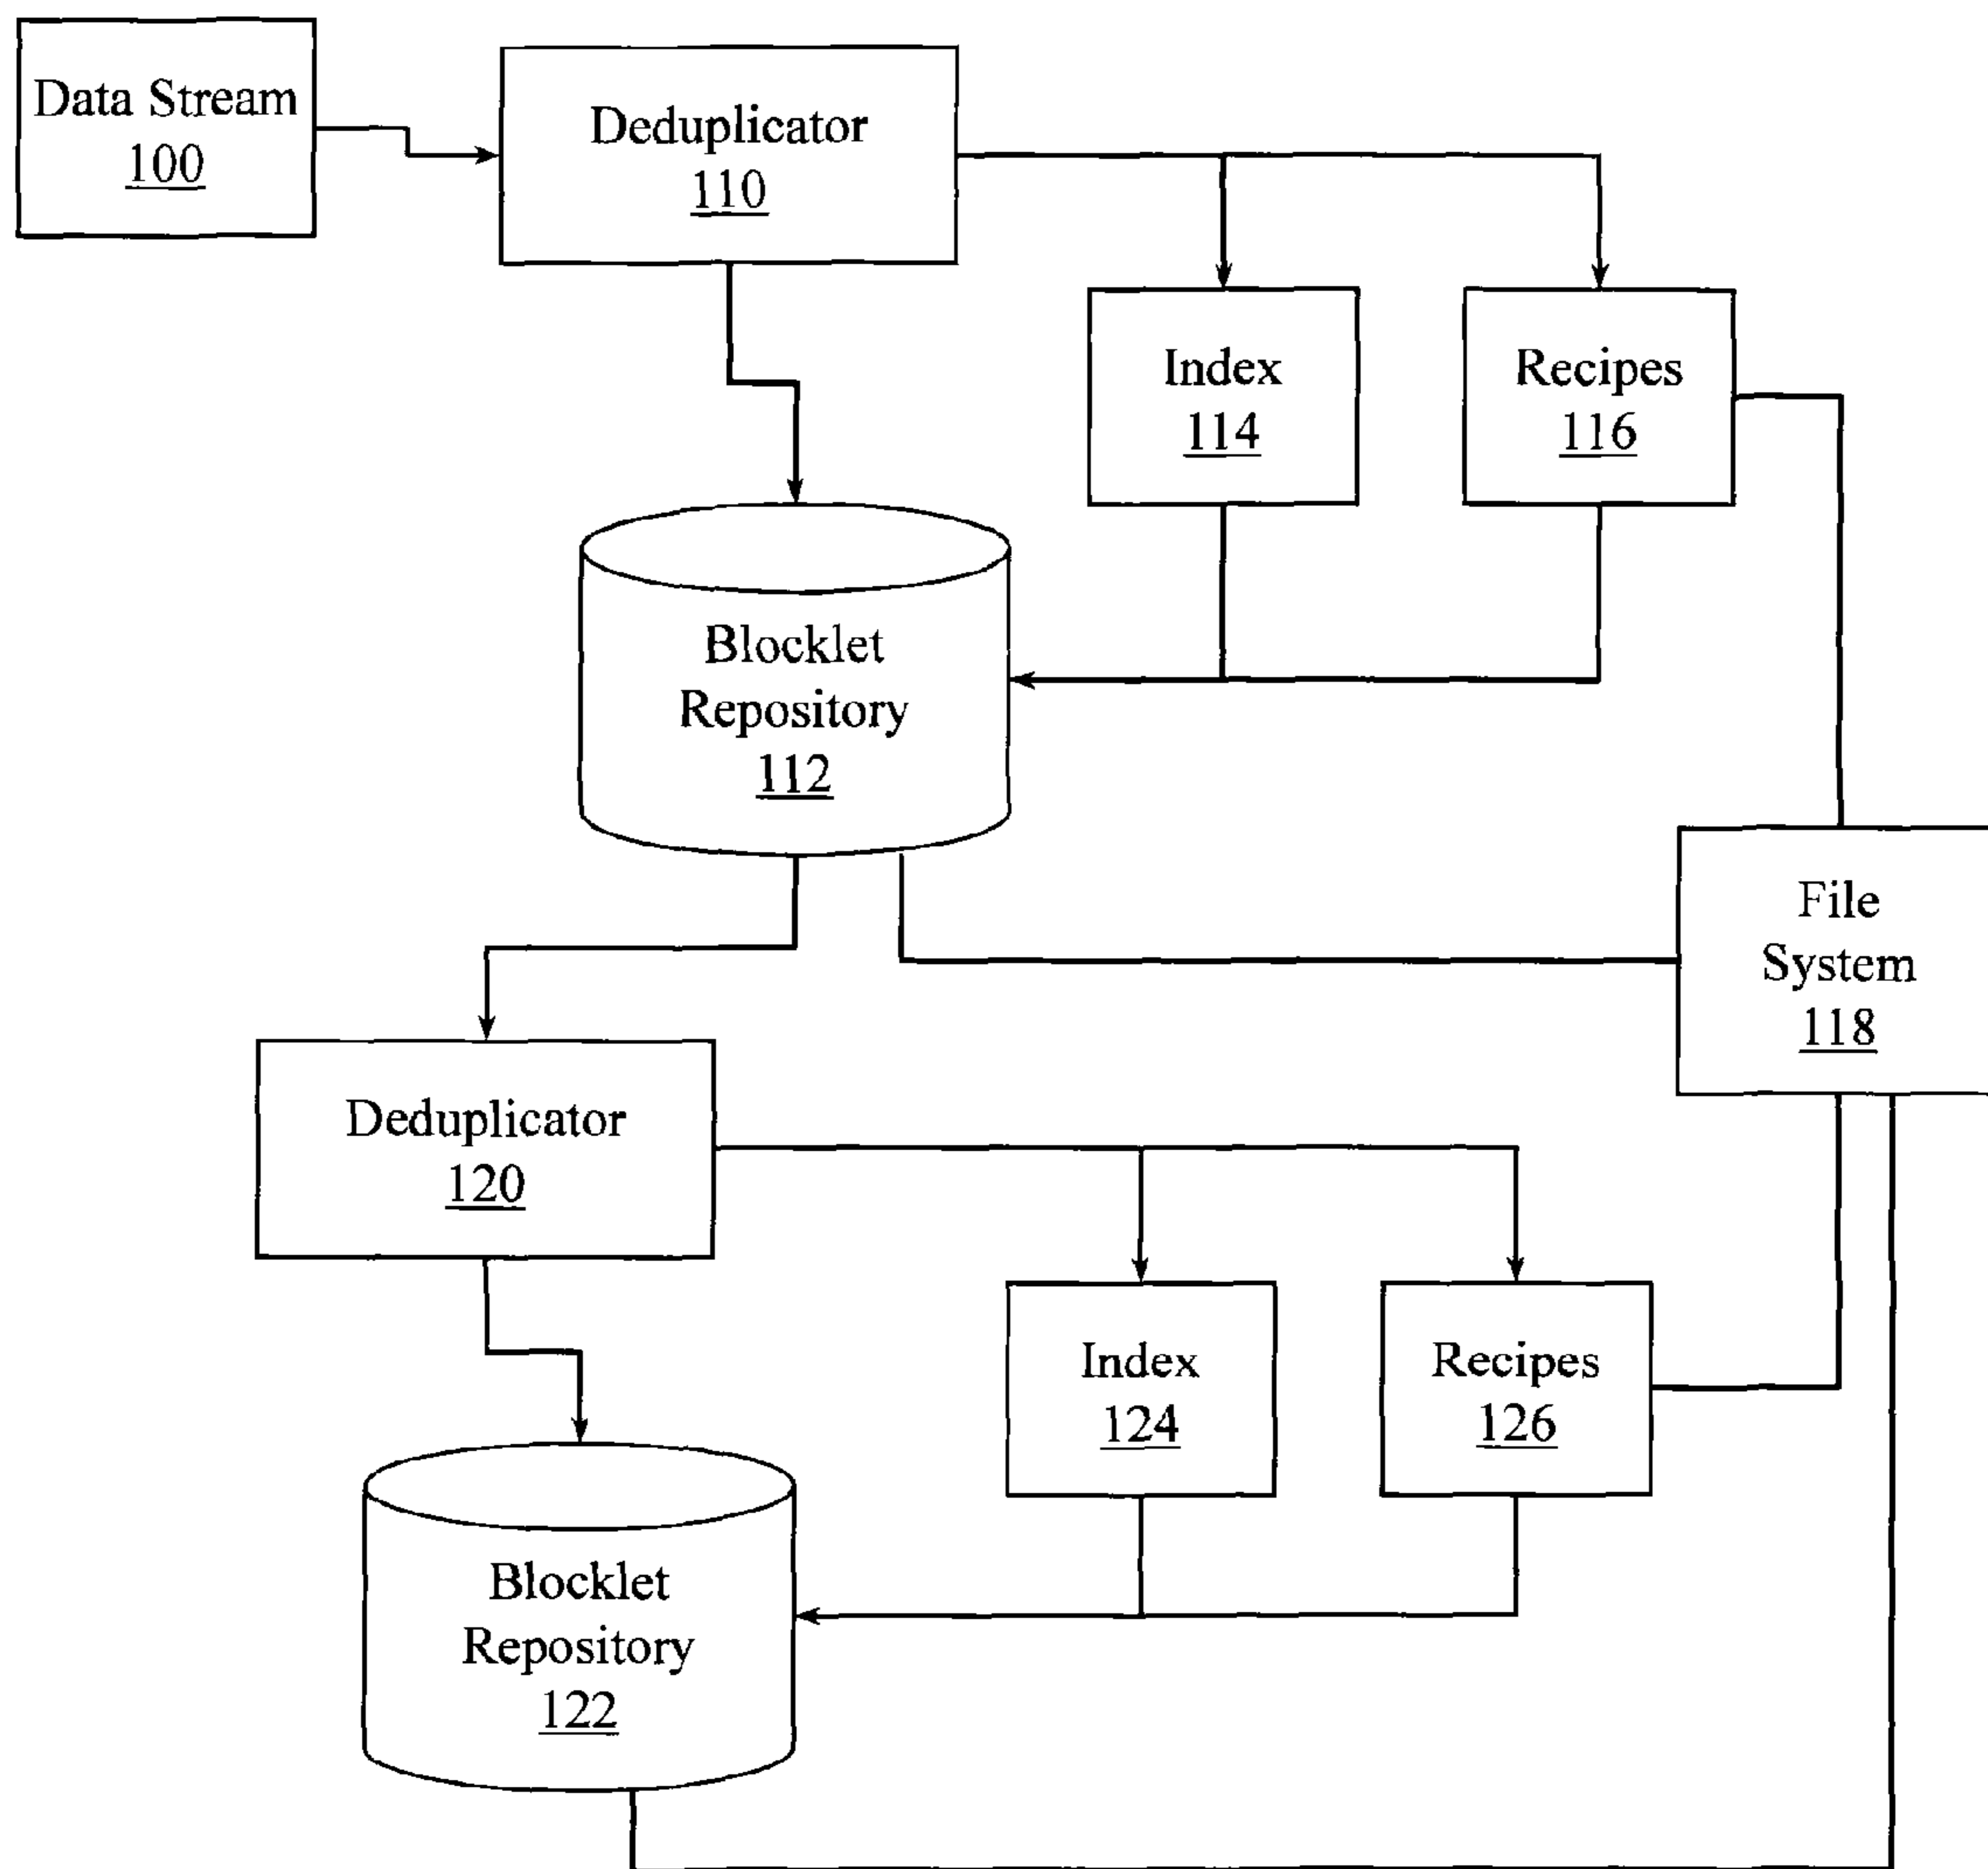 Data Stream
100
Deduplicator
110
Index
114
Recipes
116
Blocklet
Repository
112
File
System
118
Deduplicator
120
Index
124
Recipes
126
Blocklet
Repository
122